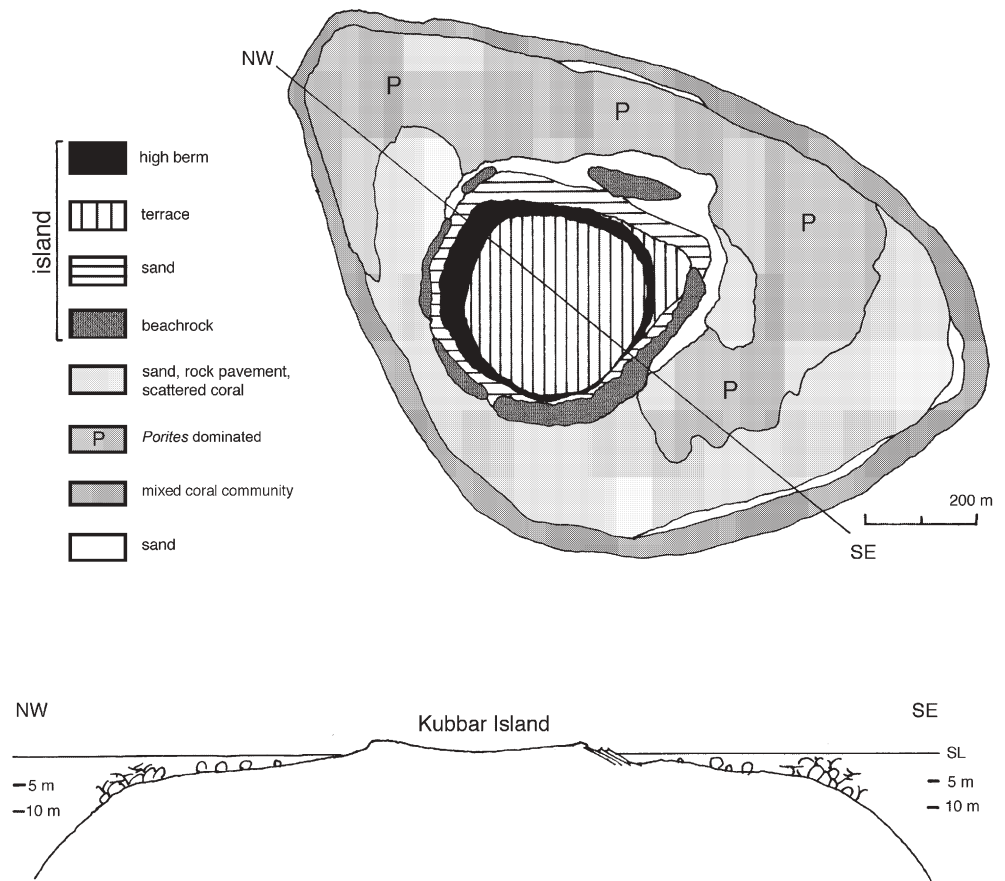 NW
P
P
P
P
200 m
SE
island
high berm
terrace
sand
beachrock
sand, rock pavement,
scattered coral
P Porites dominated
mixed coral community
sand
NW
Kubbar Island
SE
SL
5 m
10 m
5 m
10 m